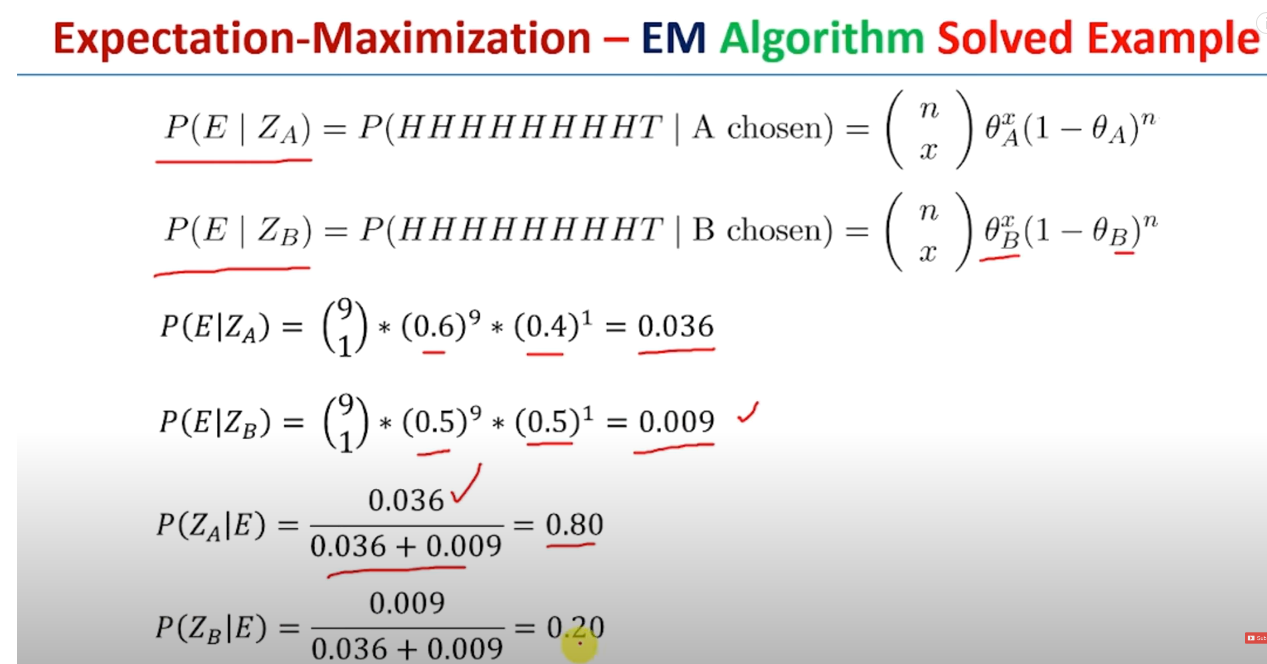 Expectation-Maximization – EM Algorithm Solved Example
P(E | Z_A) = P(HHHHHHHHHT | A chosen) = (n x) θ_A^x (1 − θ_A)^n
P(E | Z_B) = P(HHHHHHHHHT | B chosen) = (n x) θ_B^x (1 − θ_B)^n
P(E|Z_A) = (9 1) * (0.6)^9 * (0.4)^1 = 0.036
P(E|Z_B) = (9 1) * (0.5)^9 * (0.5)^1 = 0.009
P(Z_A|E) = 0.036 / (0.036 + 0.009) = 0.80
P(Z_B|E) = 0.009 / (0.036 + 0.009) = 0.20